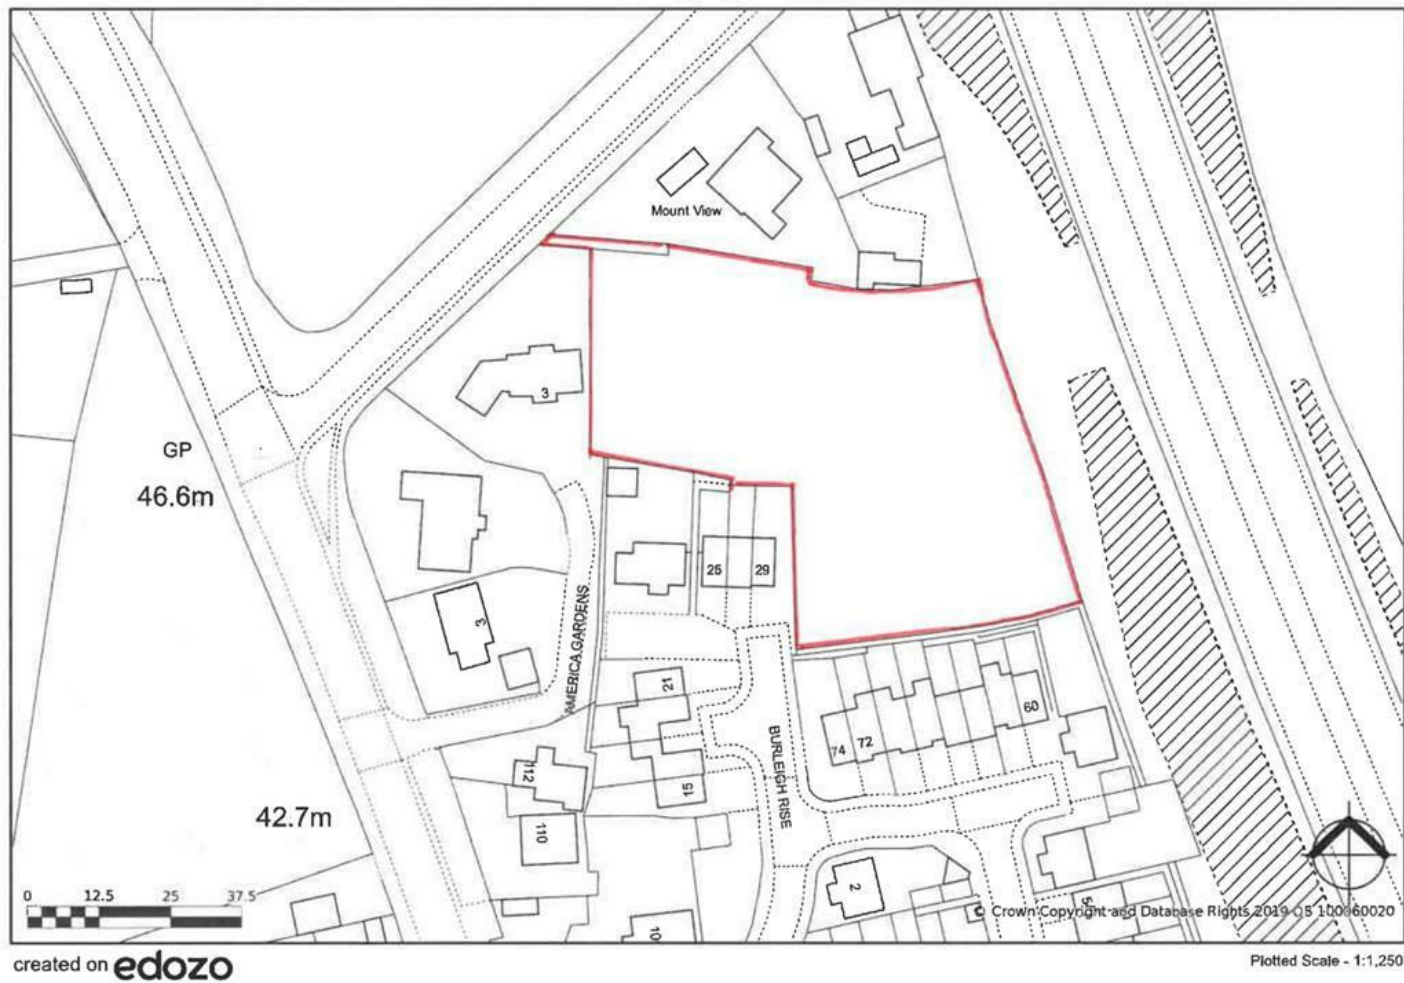 Mount View
3
GP
46.6m
25
29
3
AMERICA GARDENS
21
60
74
72
BURLEIGH RISE
112
15
110
42.7m
2
0 12.5 25 37.5
© Crown Copyright and Database Rights 2019 OS 100060020
created on edozo
Plotted Scale - 1:1,250